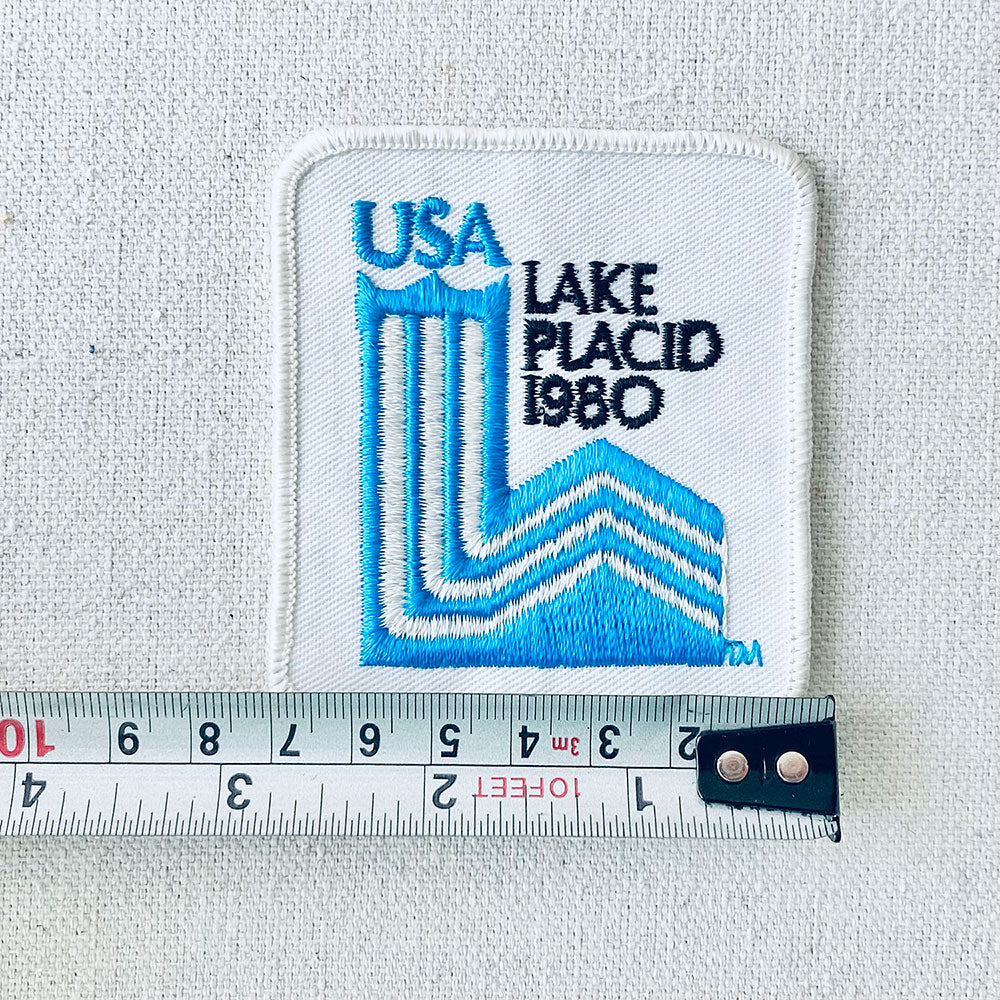 USA
LAKE
PLACID
1980
TM
10 9 8 7 6 5 4 3m 3 2
4 3 2 10FEET 1